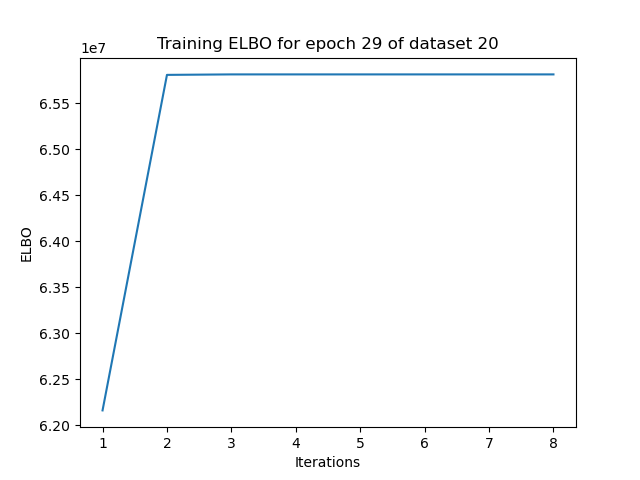 Training ELBO for epoch 29 of dataset 20
1e7
6.55
6.50
6.45
6.40
6.35
6.30
6.25
6.20
ELBO
1 2 3 4 5 6 7 8
Iterations